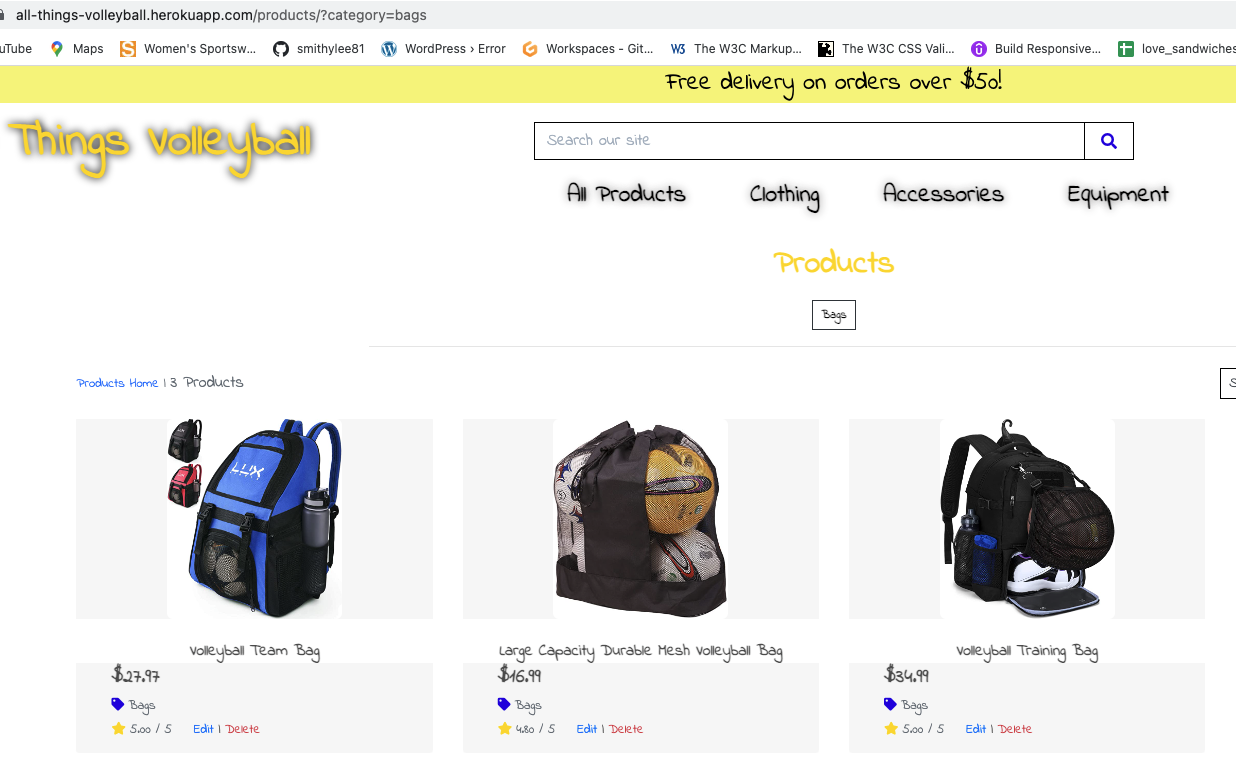 all-things-volleyball.herokuapp.com/products/?category=bags
uTube Maps Women's Sportsw... smithylee81 WordPress › Error Workspaces - Git... The W3C Markup... The W3C CSS Vali... Build Responsive... love_sandwiches
Free delivery on orders over $50!
Things Volleyball
Search our site
All Products Clothing Accessories Equipment
Products
Bags
Products Home | 3 Products
S
LUX
Volleyball Team Bag
$27.97
Bags
5.00 / 5 Edit | Delete
Large Capacity Durable Mesh Volleyball Bag
$16.99
Bags
4.80 / 5 Edit | Delete
Volleyball Training Bag
$34.99
Bags
5.00 / 5 Edit | Delete